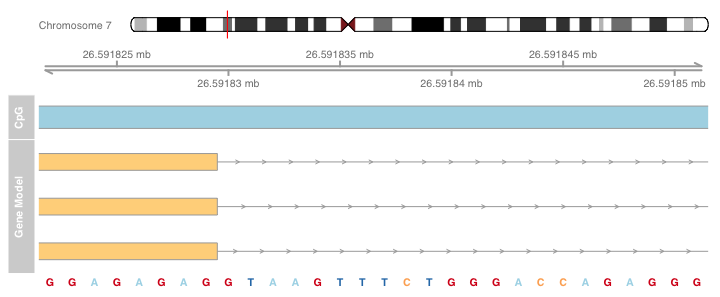 Chromosome 7
26.591825 mb 26.591835 mb 26.591845 mb
26.59183 mb 26.59184 mb 26.59185 mb
CpG
Gene Model
G G A G A G A G G T A A G T T T C T G G G A C C A G A G G G